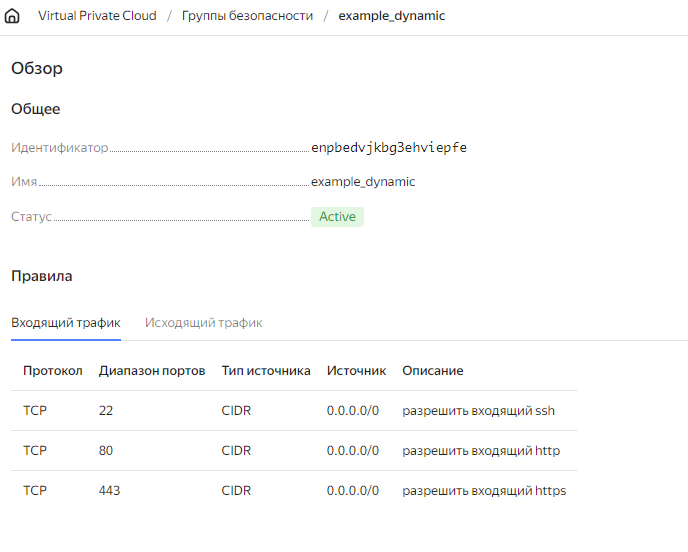 Virtual Private Cloud / Группы безопасности / example_dynamic
Обзор
Общее
Идентификатор enpbedvjkbg3ehviepfe
Имя example_dynamic
Статус Active
Правила
Входящий трафик Исходящий трафик
Протокол Диапазон портов Тип источника Источник Описание
TCP 22 CIDR 0.0.0.0/0 разрешить входящий ssh
TCP 80 CIDR 0.0.0.0/0 разрешить входящий http
TCP 443 CIDR 0.0.0.0/0 разрешить входящий https